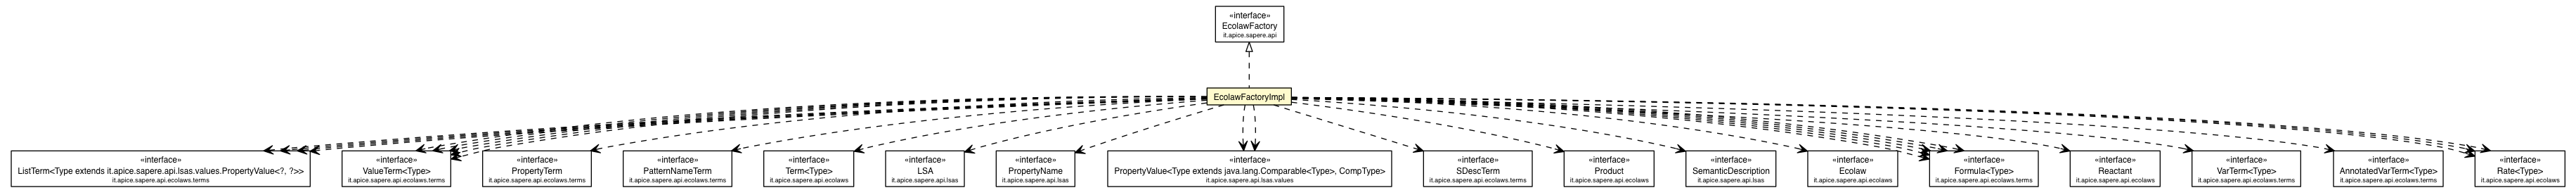 «interface»
EcolawFactory
it.apice.sapere.api
EcolawFactoryImpl
«interface»
ListTerm<Type extends it.apice.sapere.api.lsas.values.PropertyValue<?, ?>>
it.apice.sapere.api.ecolaws.terms
«interface»
ValueTerm<Type>
it.apice.sapere.api.ecolaws.terms
«interface»
PropertyTerm
it.apice.sapere.api.ecolaws.terms
«interface»
PatternNameTerm
it.apice.sapere.api.ecolaws.terms
«interface»
Term<Type>
it.apice.sapere.api.ecolaws
«interface»
LSA
it.apice.sapere.api.lsas
«interface»
PropertyName
it.apice.sapere.api.lsas
«interface»
PropertyValue<Type extends java.lang.Comparable<Type>, CompType>
it.apice.sapere.api.lsas.values
«interface»
SDescTerm
it.apice.sapere.api.ecolaws.terms
«interface»
Product
it.apice.sapere.api.ecolaws
«interface»
SemanticDescription
it.apice.sapere.api.lsas
«interface»
Ecolaw
it.apice.sapere.api.ecolaws
«interface»
Formula<Type>
it.apice.sapere.api.ecolaws.terms
«interface»
Reactant
it.apice.sapere.api.ecolaws
«interface»
VarTerm<Type>
it.apice.sapere.api.ecolaws.terms
«interface»
AnnotatedVarTerm<Type>
it.apice.sapere.api.ecolaws.terms
«interface»
Rate<Type>
it.apice.sapere.api.ecolaws